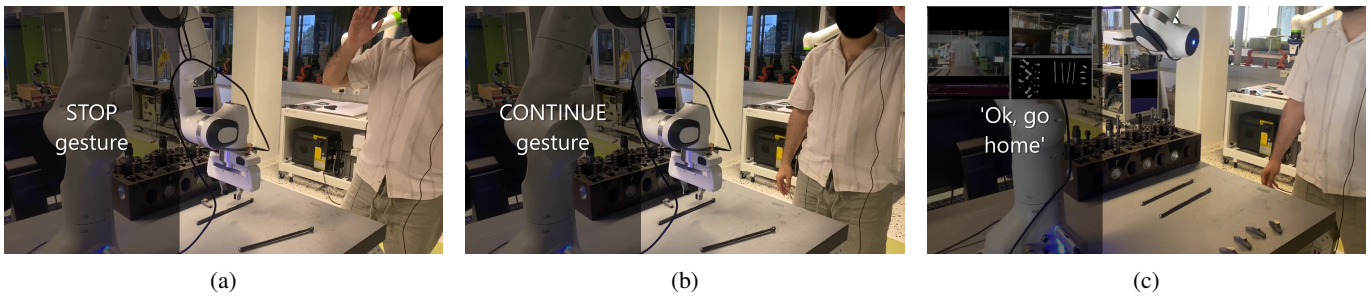 STOP
gesture
CONTINUE
gesture
'Ok, go
home'
(a)
(b)
(c)